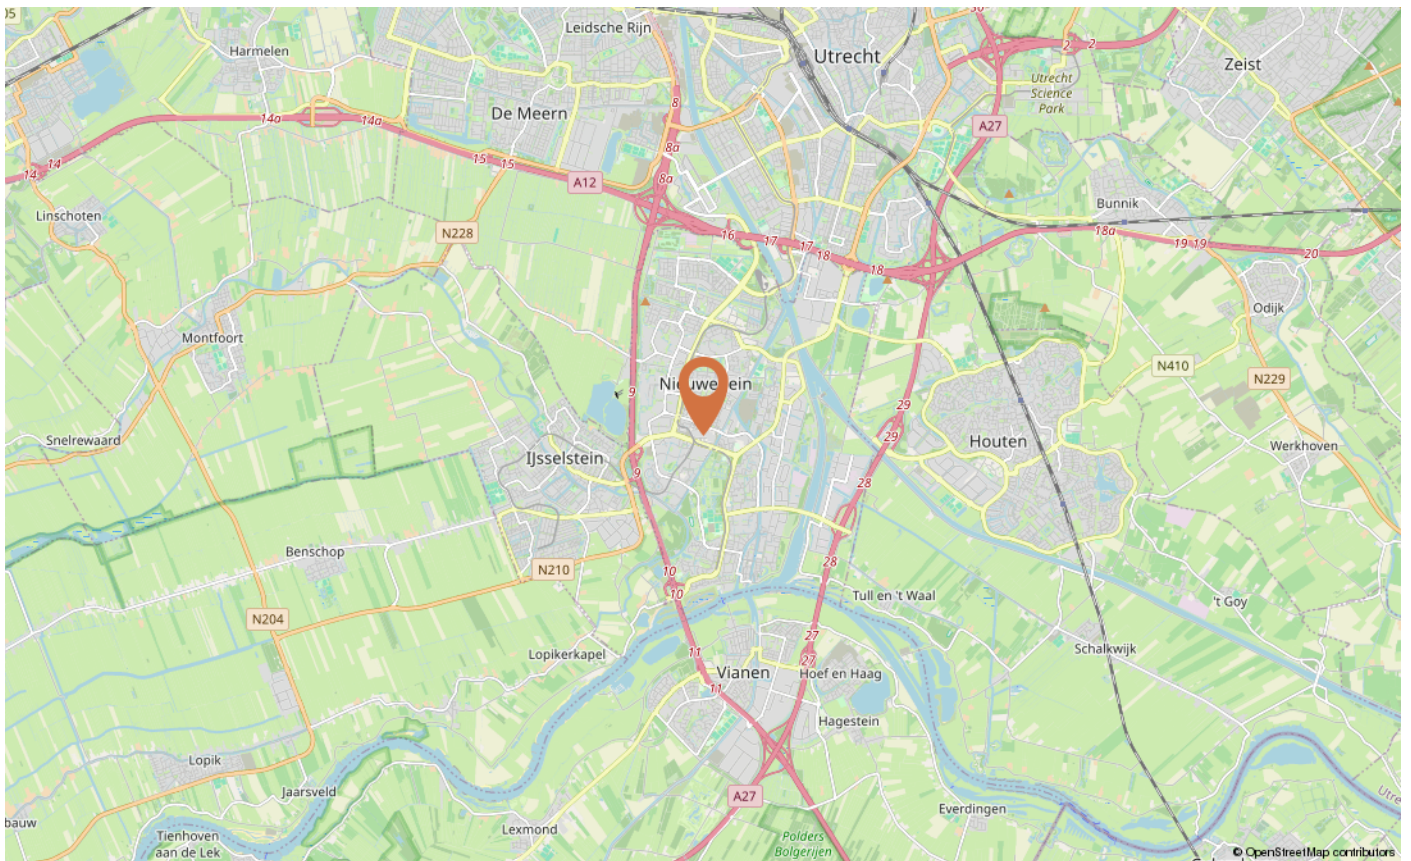 05
Harmelen
Leidsche Rijn
Utrecht
30
2
2
Zeist
Utrecht
Science
Park
De Meern
8
14a
14a
A27
8a
14
14
15
15
A12
8a
Bunnik
Linschoten
N228
16
17
17
18
18
18a
19
19
20
Odijk
Montfoort
N410
N229
9
29
29
Snelrewaard
Houten
Werkhoven
IJsselstein
9
28
Benschop
N210
10
10
28
Tull en 't Waal
't Goy
N204
27
Lopikerkapel
11
27
Schalkwijk
Vianen
Hoef en Haag
11
Hagestein
Lopik
Jaarsveld
A27
Everdingen
bauw
Tienhoven
aan de Lek
Lexmond
Polders
Bolgerijen
© OpenStreetMap contributors